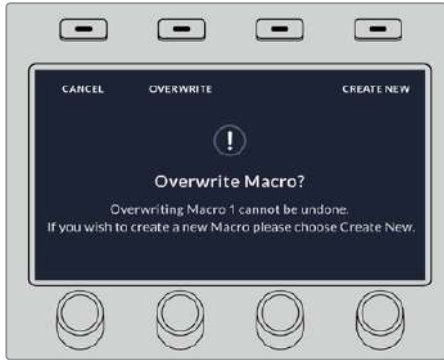 CANCEL OVERWRITE CREATE NEW
!
Overwrite Macro?
Overwriting Macro 1 cannot be undone.
If you wish to create a new Macro please choose Create New.